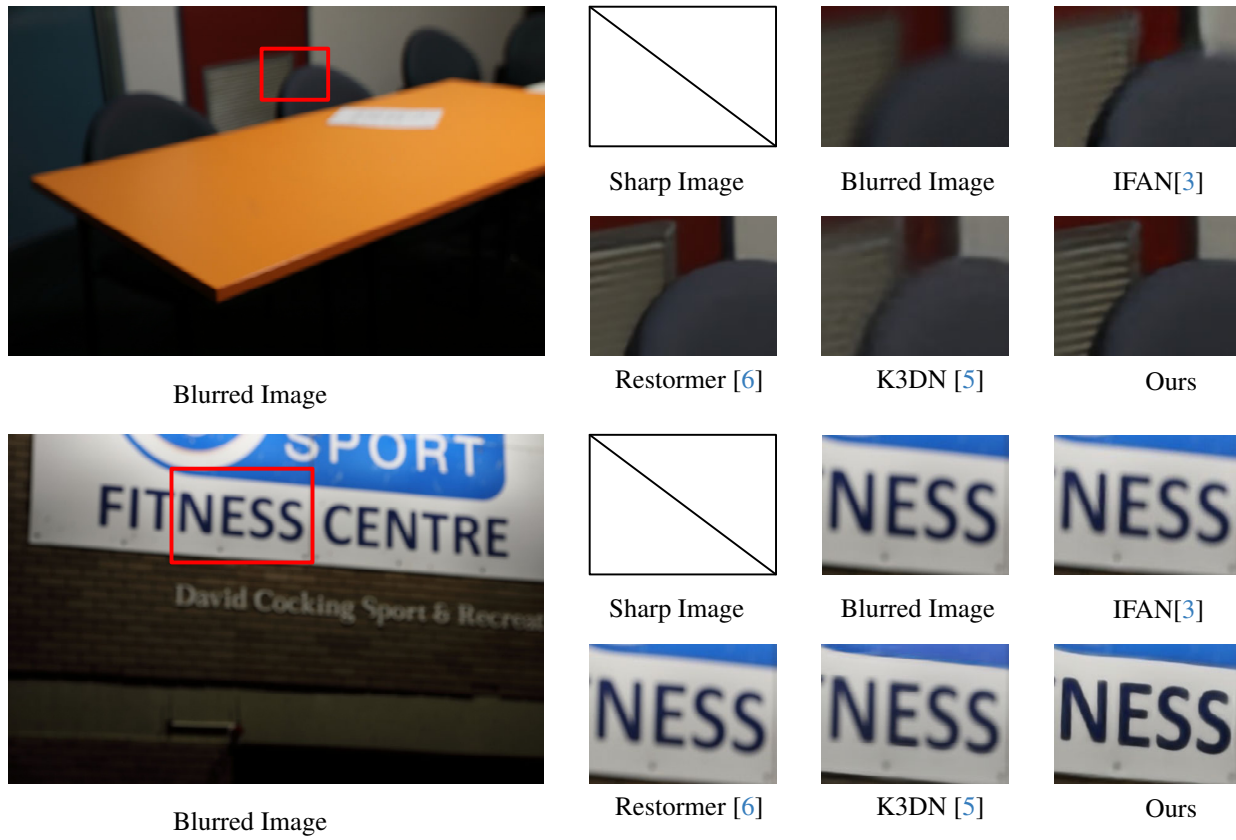 Sharp Image
Blurred Image
IFAN[3]
Restormer [6]
K3DN [5]
Ours
Blurred Image
SPORT
FITNESS CENTRE
David Cocking Sport & Recreat
NESS
NESS
Sharp Image
Blurred Image
IFAN[3]
NESS
NESS
NESS
Restormer [6]
K3DN [5]
Ours
Blurred Image